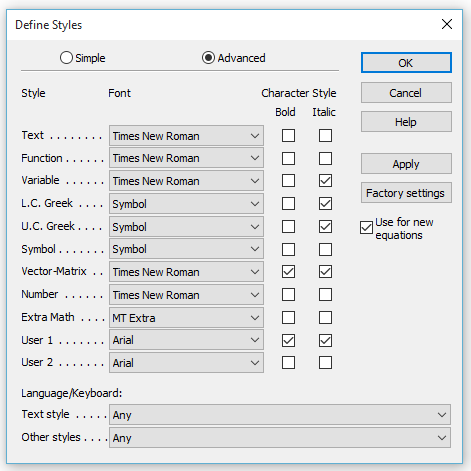 Define Styles
Simple Advanced
OK
Style Font Character Style
Bold Italic
Cancel
Help
Text . . . . . . . . Times New Roman
Function . . . . . . Times New Roman
Apply
Variable . . . . . . Times New Roman
Factory settings
L.C. Greek . . . . Symbol
U.C. Greek . . . . Symbol
Use for new
equations
Symbol . . . . . . . Symbol
Vector-Matrix . . Times New Roman
Number . . . . . . Times New Roman
Extra Math . . . . MT Extra
User 1 . . . . . . . Arial
User 2 . . . . . . . Arial
Language/Keyboard:
Text style . . . . . Any
Other styles . . . . Any